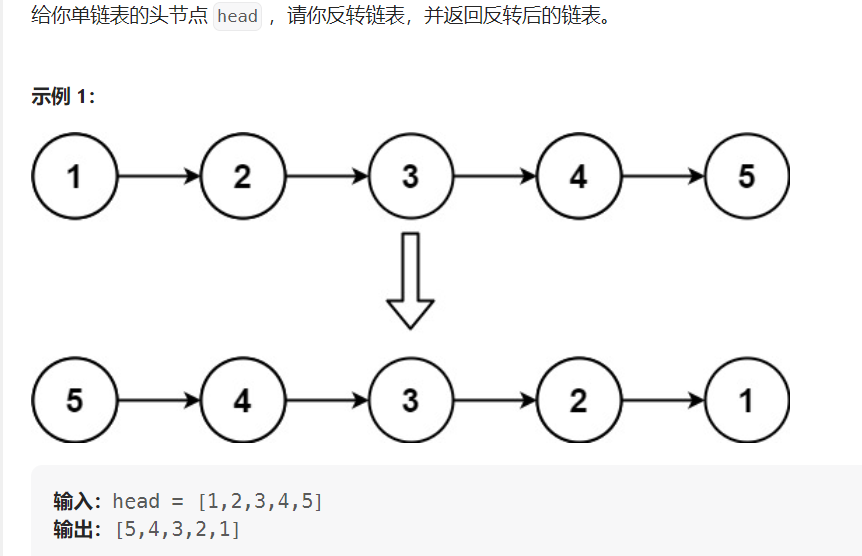 给你单链表的头节点 head ，请你反转链表，并返回反转后的链表。
示例 1：
1 2 3 4 5
5 4 3 2 1
输入：head = [1,2,3,4,5]
输出：[5,4,3,2,1]